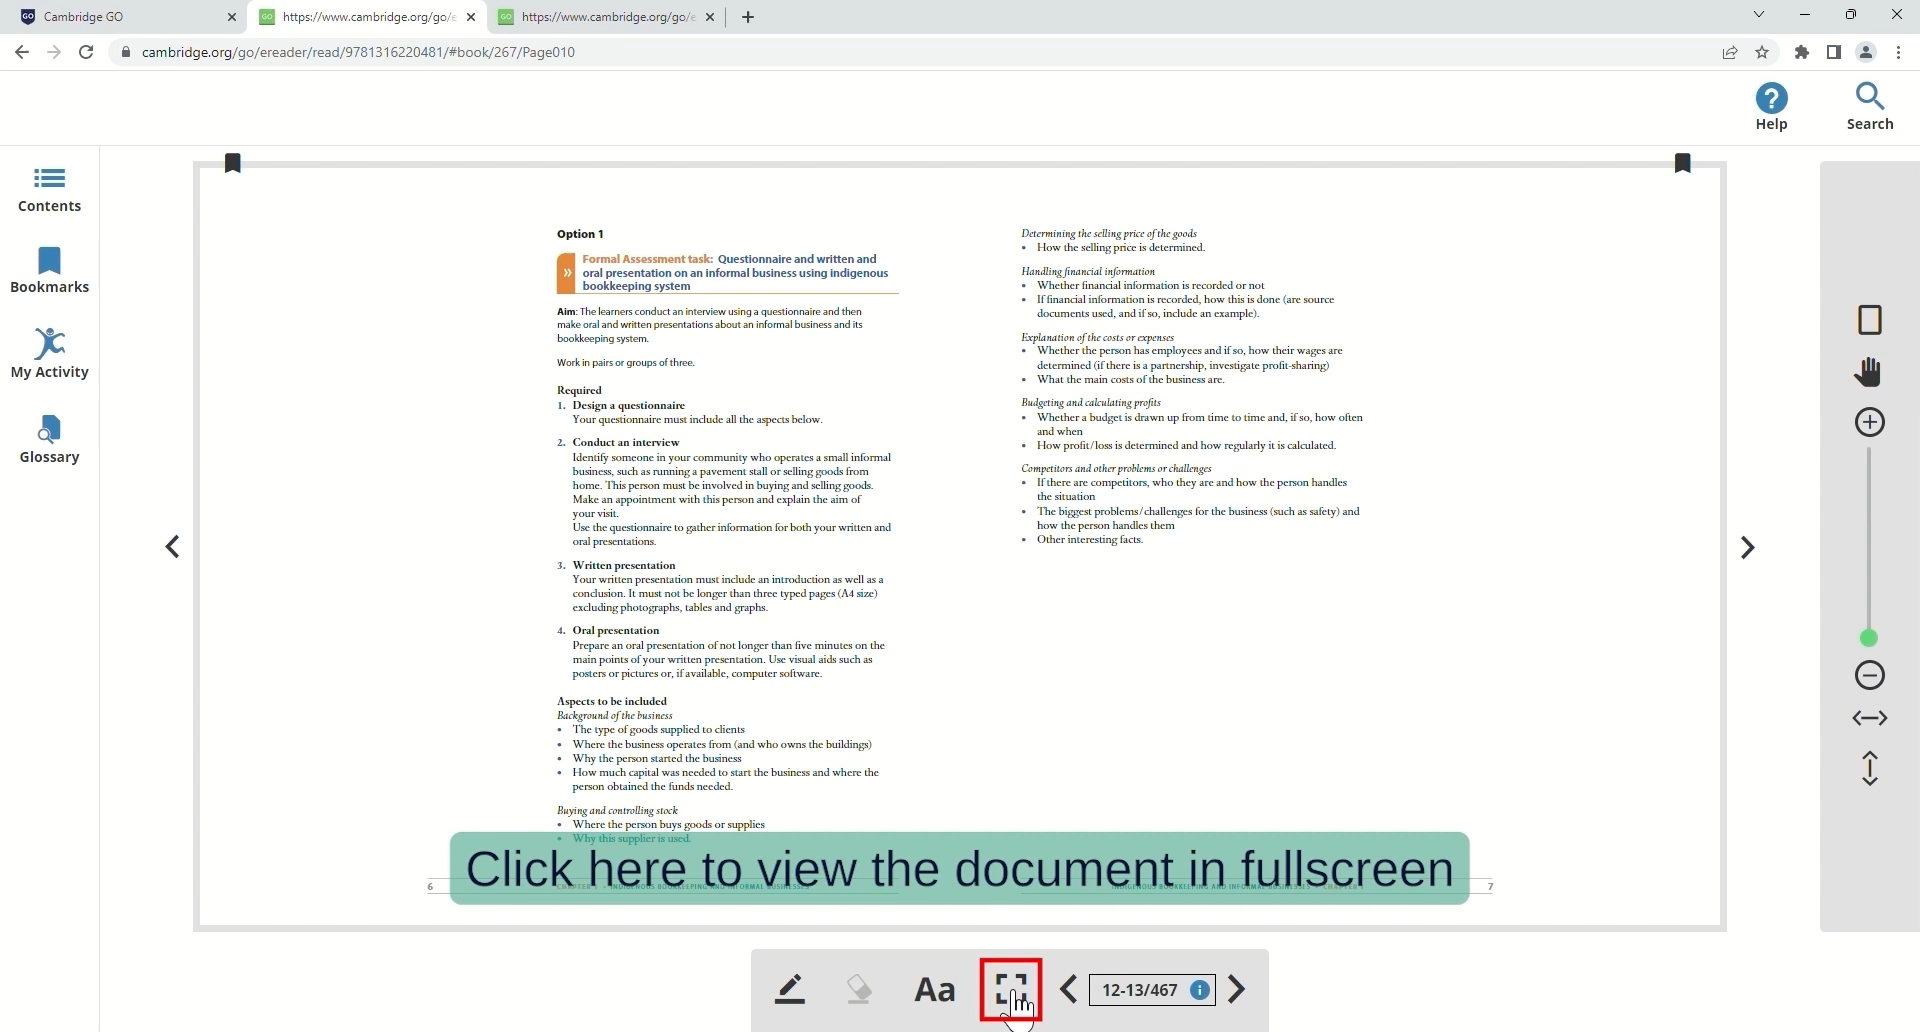 Cambridge GO
https://www.cambridge.org/go/e
https://www.cambridge.org/go/e
cambridge.org/go/ereader/read/9781316220481/#book/267/Page010
Help
Search
Contents
Bookmarks
My Activity
Glossary
Option 1
Formal Assessment task: Questionnaire and written and
oral presentation on an informal business using indigenous
bookkeeping system
Aim: The learners conduct an interview using a questionnaire and then
make oral and written presentations about an informal business and its
bookkeeping system.
Work in pairs or groups of three.
Required
1. Design a questionnaire
Your questionnaire must include all the aspects below.
2. Conduct an interview
Identify someone in your community who operates a small informal
business, such as running a pavement stall or selling goods from
home. This person must be involved in buying and selling goods.
Make an appointment with this person and explain the aim of
your visit.
Use the questionnaire to gather information for both your written and
oral presentations.
3. Written presentation
Your written presentation must include an introduction as well as a
conclusion. It must not be longer than three typed pages (A4 size)
excluding photographs, tables and graphs.
4. Oral presentation
Prepare an oral presentation of not longer than five minutes on the
main points of your written presentation. Use visual aids such as
posters or pictures or, if available, computer software.
Aspects to be included
Background of the business
• The type of goods supplied to clients
• Where the business operates from (and who owns the buildings)
• Why the person started the business
• How much capital was needed to start the business and where the
person obtained the funds needed.
Buying and controlling stock
• Where the person buys goods or supplies
• Why this supplier is used.
6
Determining the selling price of the goods
• How the selling price is determined.
Handling financial information
• Whether financial information is recorded or not
• If financial information is recorded, how this is done (are source
documents used, and if so, include an example).
Explanation of the costs or expenses
• Whether the person has employees and if so, how their wages are
determined (if there is a partnership, investigate profit-sharing)
• What the main costs of the business are.
Budgeting and calculating profits
• Whether a budget is drawn up from time to time and, if so, how often
and when
• How profit/loss is determined and how regularly it is calculated.
Competitors and other problems or challenges
• If there are competitors, who they are and how the person handles
the situation
• The biggest problems/challenges for the business (such as safety) and
how the person handles them
• Other interesting facts.
7
Click here to view the document in fullscreen
Aa
12-13/467